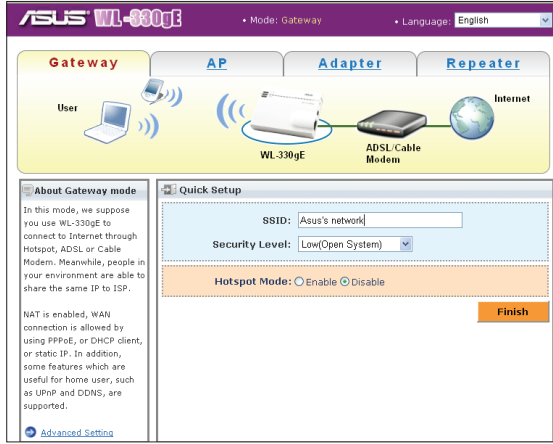 ASUS WL-330gE
• Mode: Gateway
• Language: English
Gateway
AP
Adapter
Repeater
User
WL-330gE
ADSL/Cable
Modem
Internet
About Gateway mode
In this mode, we suppose
you use WL-330gE to
connect to Internet through
Hotspot, ADSL or Cable
Modem. Meanwhile, people in
your environment are able to
share the same IP to ISP.
NAT is enabled, WAN
connection is allowed by
using PPPoE, or DHCP client,
or static IP. In addition,
some features which are
useful for home user, such
as UPnP and DDNS, are
supported.
Advanced Setting
Quick Setup
SSID: Asus's network
Security Level: Low(Open System)
Hotspot Mode: Enable Disable
Finish